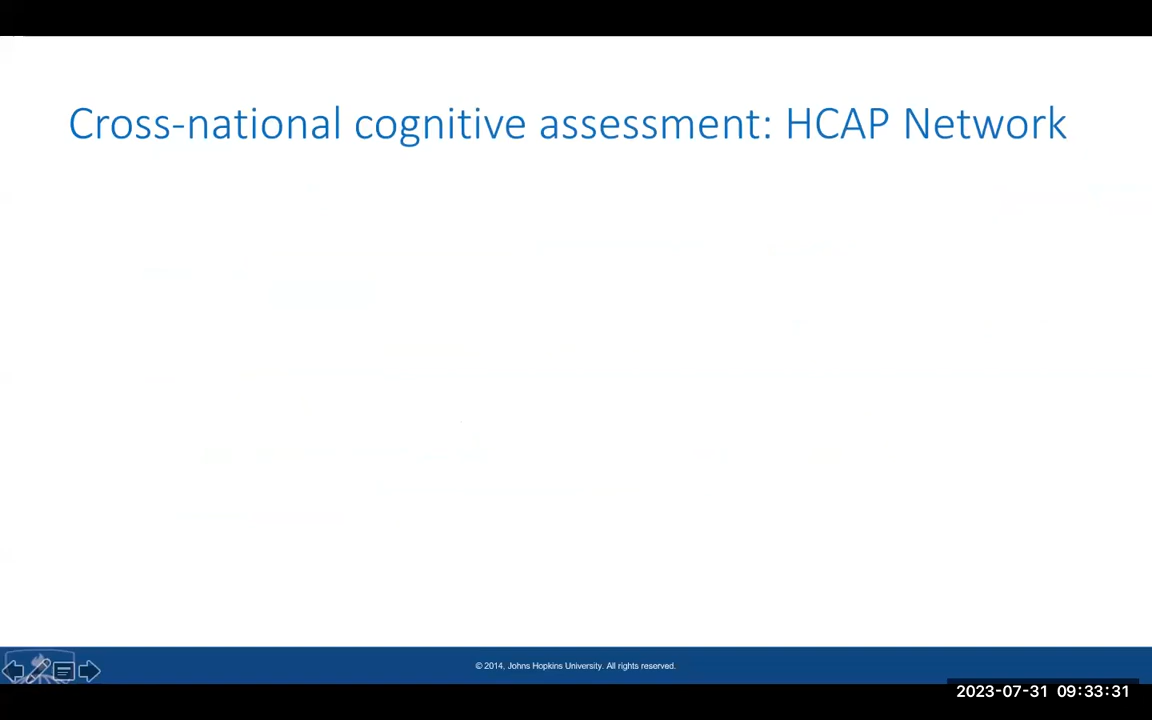 Cross-national cognitive assessment: HCAP Network
© 2014, Johns Hopkins University. All rights reserved.
2023-07-31 09:33:31